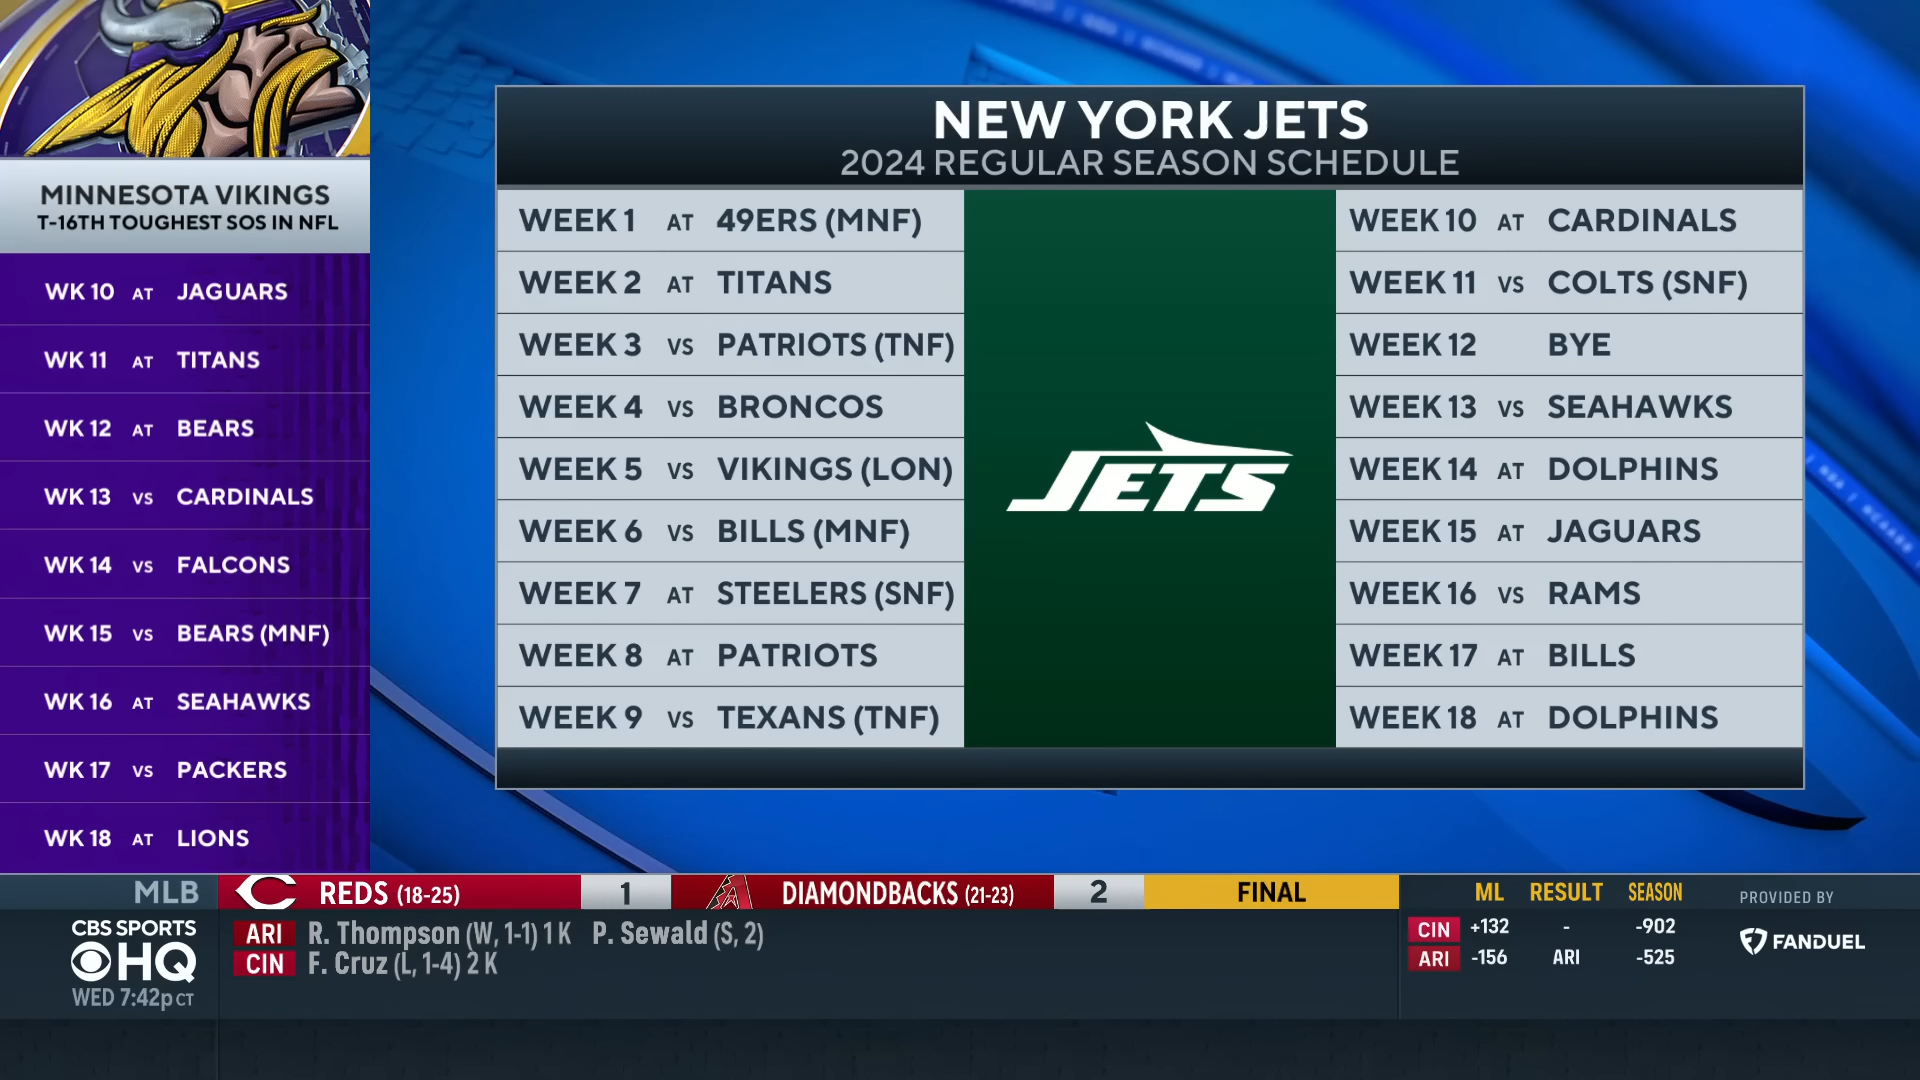 MINNESOTA VIKINGS
T-16TH TOUGHEST SOS IN NFL
WK 10 AT JAGUARS
WK 11 AT TITANS
WK 12 AT BEARS
WK 13 VS CARDINALS
WK 14 VS FALCONS
WK 15 VS BEARS (MNF)
WK 16 AT SEAHAWKS
WK 17 VS PACKERS
WK 18 AT LIONS
NEW YORK JETS
2024 REGULAR SEASON SCHEDULE
WEEK 1 AT 49ERS (MNF)
WEEK 2 AT TITANS
WEEK 3 VS PATRIOTS (TNF)
WEEK 4 VS BRONCOS
WEEK 5 VS VIKINGS (LON)
WEEK 6 VS BILLS (MNF)
WEEK 7 AT STEELERS (SNF)
WEEK 8 AT PATRIOTS
WEEK 9 VS TEXANS (TNF)
JETS
WEEK 10 AT CARDINALS
WEEK 11 VS COLTS (SNF)
WEEK 12 BYE
WEEK 13 VS SEAHAWKS
WEEK 14 AT DOLPHINS
WEEK 15 AT JAGUARS
WEEK 16 VS RAMS
WEEK 17 AT BILLS
WEEK 18 AT DOLPHINS
MLB REDS (18-25) 1 DIAMONDBACKS (21-23) 2 FINAL
CBS SPORTS
HQ
WED 7:42p CT
ARI R. Thompson (W, 1-1) 1 K P. Sewald (S, 2)
CIN F. Cruz (L, 1-4) 2 K
ML RESULT SEASON
CIN +132 - -902
ARI -156 ARI -525
PROVIDED BY
FANDUEL